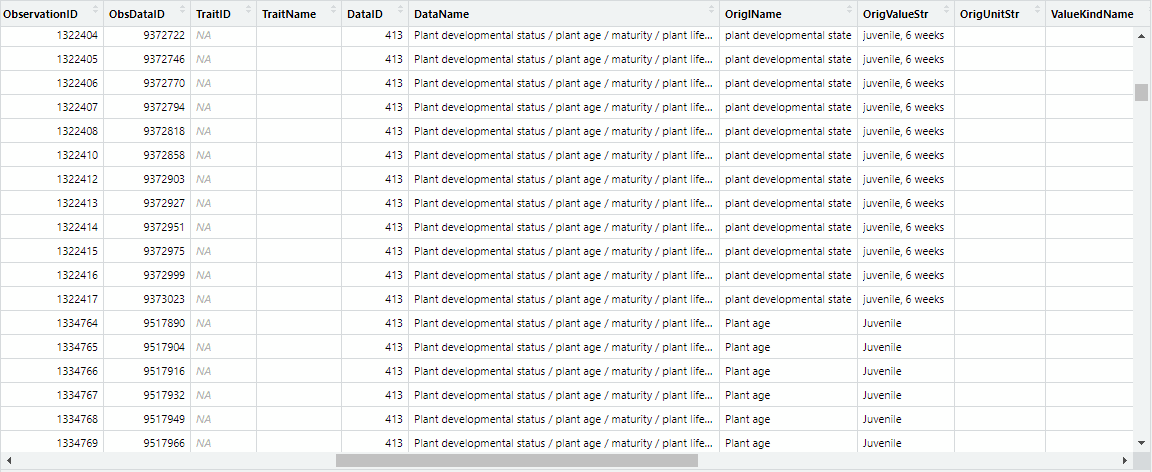 ObservationID ObsDataID TraitID TraitName DataID DataName OrigIName OrigValueStr OrigUnitStr ValueKindName
1322404 9372722 NA 413 Plant developmental status / plant age / maturity / plant life... plant developmental state juvenile, 6 weeks
1322405 9372746 NA 413 Plant developmental status / plant age / maturity / plant life... plant developmental state juvenile, 6 weeks
1322406 9372770 NA 413 Plant developmental status / plant age / maturity / plant life... plant developmental state juvenile, 6 weeks
1322407 9372794 NA 413 Plant developmental status / plant age / maturity / plant life... plant developmental state juvenile, 6 weeks
1322408 9372818 NA 413 Plant developmental status / plant age / maturity / plant life... plant developmental state juvenile, 6 weeks
1322410 9372858 NA 413 Plant developmental status / plant age / maturity / plant life... plant developmental state juvenile, 6 weeks
1322412 9372903 NA 413 Plant developmental status / plant age / maturity / plant life... plant developmental state juvenile, 6 weeks
1322413 9372927 NA 413 Plant developmental status / plant age / maturity / plant life... plant developmental state juvenile, 6 weeks
1322414 9372951 NA 413 Plant developmental status / plant age / maturity / plant life... plant developmental state juvenile, 6 weeks
1322415 9372975 NA 413 Plant developmental status / plant age / maturity / plant life... plant developmental state juvenile, 6 weeks
1322416 9372999 NA 413 Plant developmental status / plant age / maturity / plant life... plant developmental state juvenile, 6 weeks
1322417 9373023 NA 413 Plant developmental status / plant age / maturity / plant life... plant developmental state juvenile, 6 weeks
1334764 9517890 NA 413 Plant developmental status / plant age / maturity / plant life... Plant age Juvenile
1334765 9517904 NA 413 Plant developmental status / plant age / maturity / plant life... Plant age Juvenile
1334766 9517916 NA 413 Plant developmental status / plant age / maturity / plant life... Plant age Juvenile
1334767 9517932 NA 413 Plant developmental status / plant age / maturity / plant life... Plant age Juvenile
1334768 9517949 NA 413 Plant developmental status / plant age / maturity / plant life... Plant age Juvenile
1334769 9517966 NA 413 Plant developmental status / plant age / maturity / plant life... Plant age Juvenile